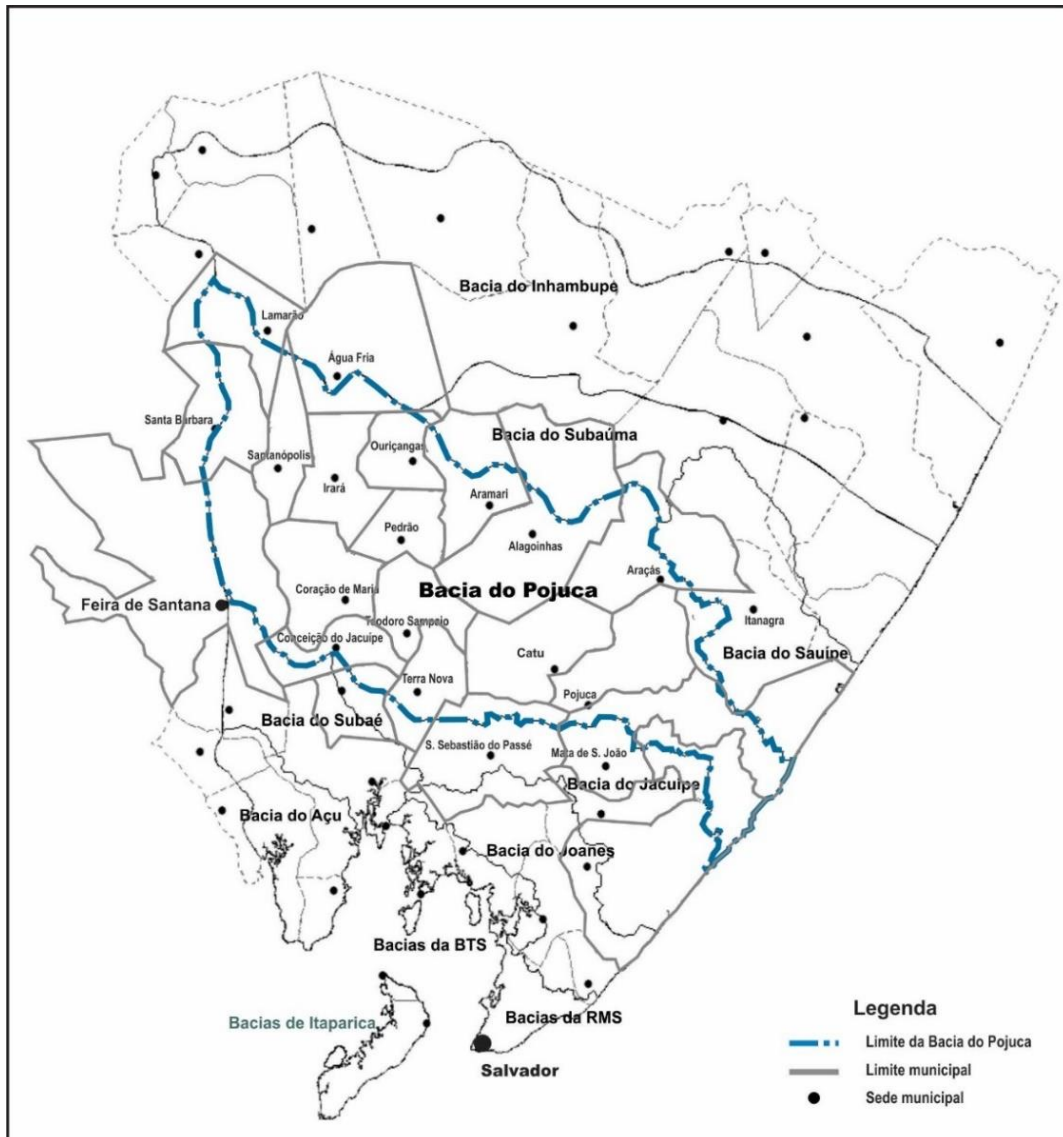 Bacia do Inhambupe
Lamarão
Água Fria
Santa Bárbara
Bacia do Subaúma
Ouriçangas
Santanópolis
Irará
Aramari
Pedrão
Alagoinhas
Araçás
Bacia do Pojuca
Coração de Maria
Feira de Santana
Itanagra
Teodoro Sampaio
Conceição do Jacuípe
Bacia do Sauípe
Catu
Terra Nova
Pojuca
Bacia do Subaé
S. Sebastião do Passé
Mata de S. João
Bacia do Jacuípe
Bacia do Açu
Bacia do Joanes
Bacias da BTS
Bacias de Itaparica
Bacias da RMS
Salvador
Legenda
Limite da Bacia do Pojuca
Limite municipal
Sede municipal